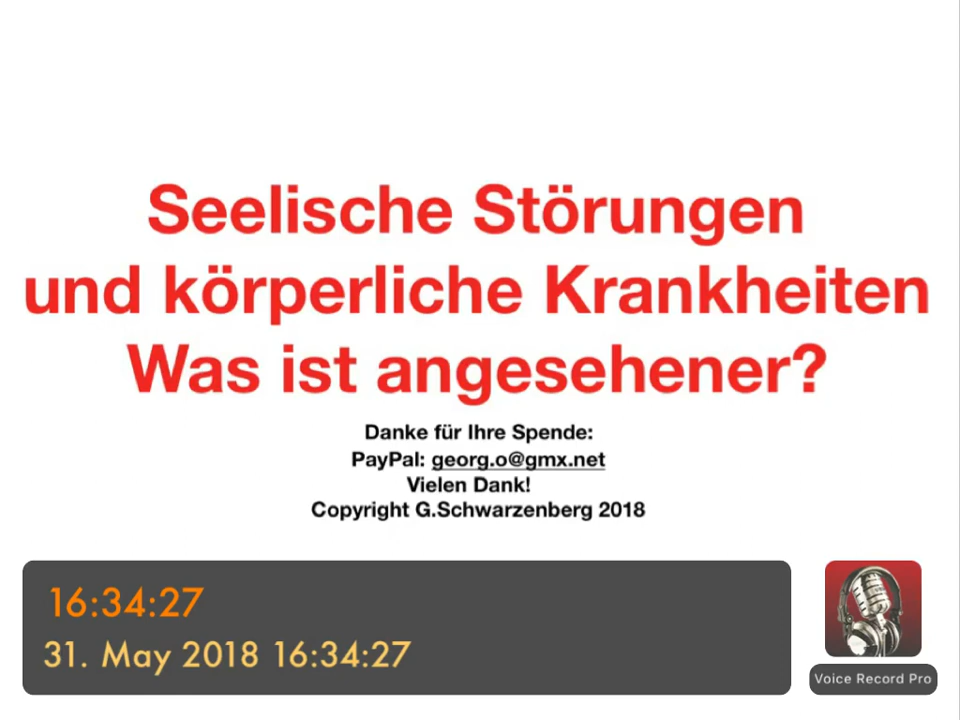 Seelische Störungen
und körperliche Krankheiten
Was ist angesehener?
Danke für Ihre Spende:
PayPal: georg.o@gmx.net
Vielen Dank!
Copyright G.Schwarzenberg 2018
16:34:27
31. May 2018 16:34:27
Voice Record Pro